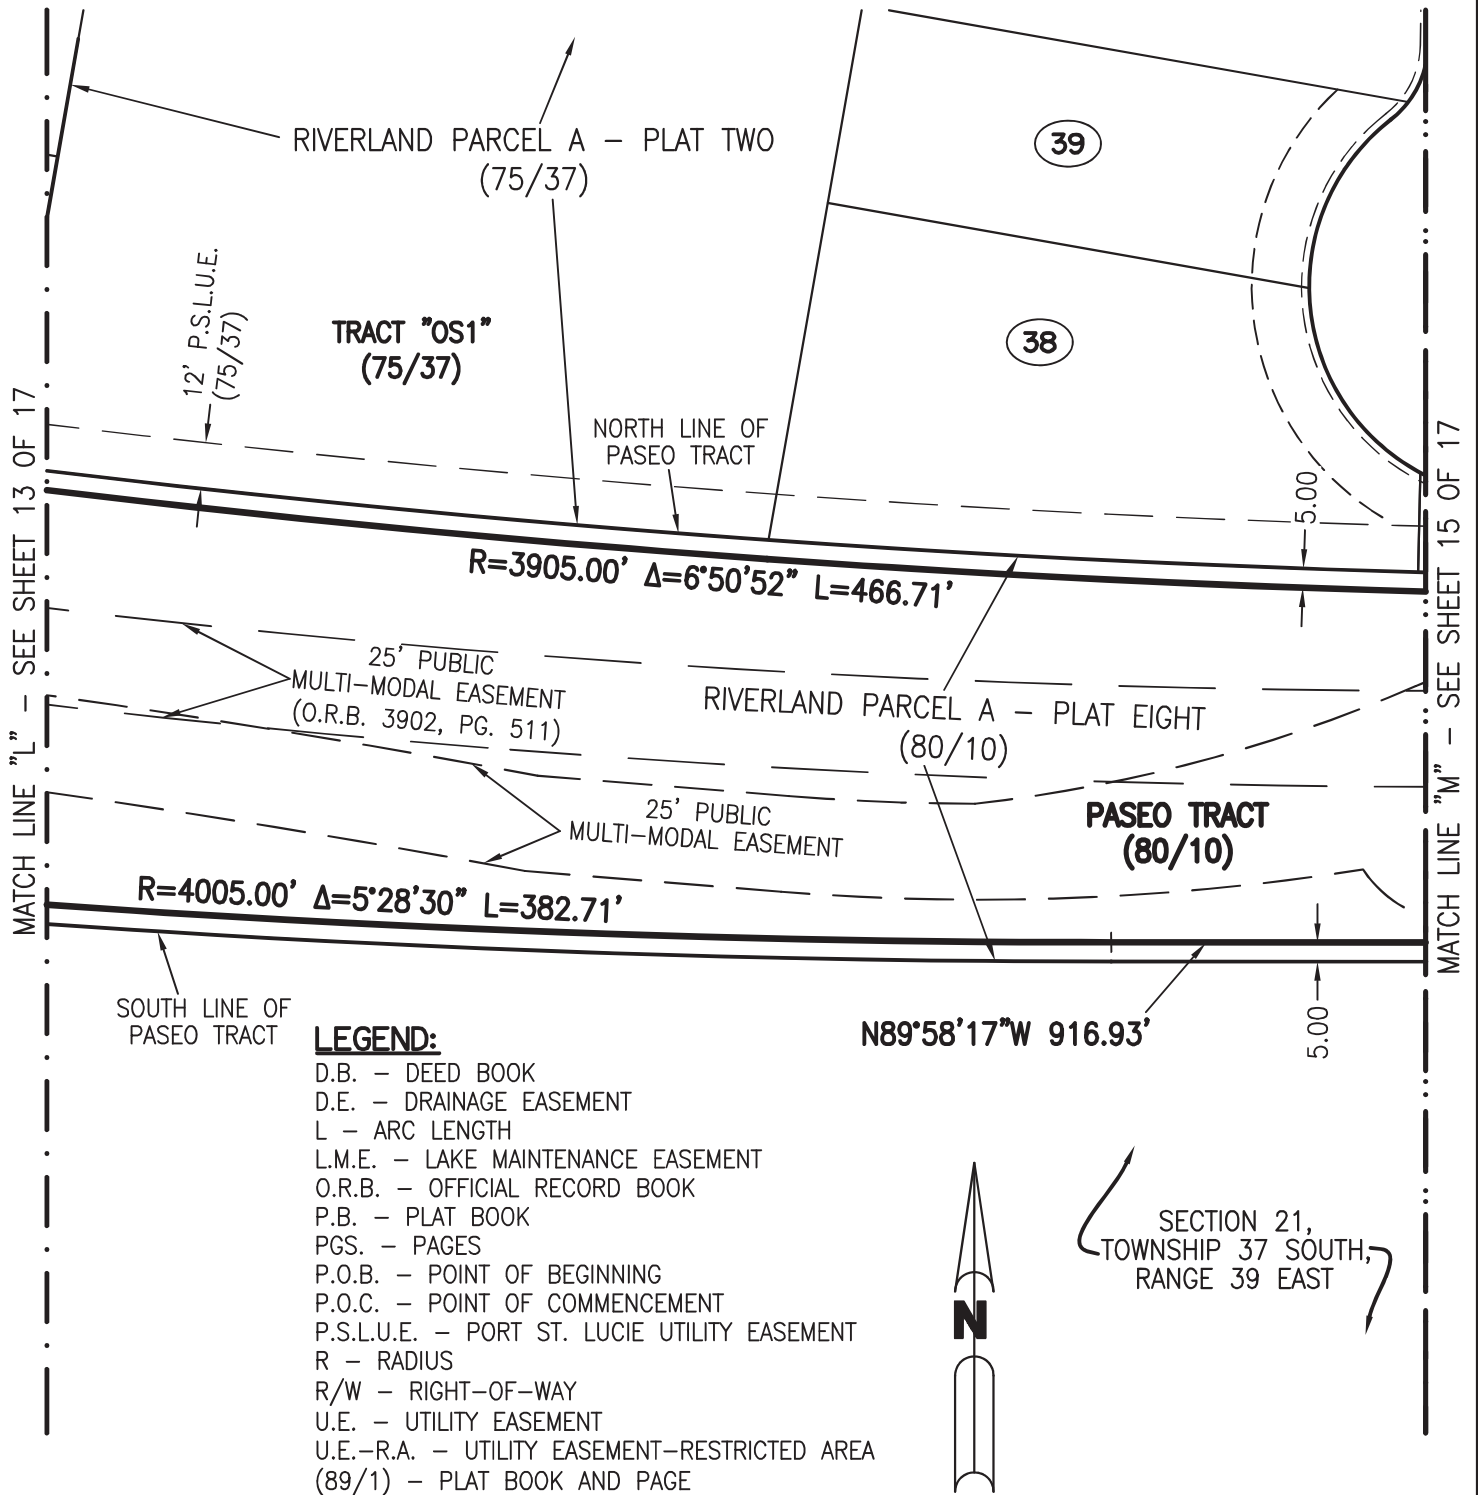 RIVERLAND PARCEL A – PLAT TWO
(75/37)
39
38
12' P.S.L.U.E.
(75/37)
TRACT "OS1"
(75/37)
NORTH LINE OF
PASEO TRACT
5.00
MATCH LINE "L" – SEE SHEET 13 OF 17
MATCH LINE "M" – SEE SHEET 15 OF 17
R=3905.00' Δ=6°50'52" L=466.71'
25' PUBLIC
MULTI–MODAL EASEMENT
(O.R.B. 3902, PG. 511)
RIVERLAND PARCEL A – PLAT EIGHT
(80/10)
25' PUBLIC
MULTI–MODAL EASEMENT
PASEO TRACT
(80/10)
R=4005.00' Δ=5°28'30" L=382.71'
SOUTH LINE OF
PASEO TRACT
N89°58'17"W 916.93'
5.00
LEGEND:
D.B. – DEED BOOK
D.E. – DRAINAGE EASEMENT
L – ARC LENGTH
L.M.E. – LAKE MAINTENANCE EASEMENT
O.R.B. – OFFICIAL RECORD BOOK
P.B. – PLAT BOOK
PGS. – PAGES
P.O.B. – POINT OF BEGINNING
P.O.C. – POINT OF COMMENCEMENT
P.S.L.U.E. – PORT ST. LUCIE UTILITY EASEMENT
R – RADIUS
R/W – RIGHT–OF–WAY
U.E. – UTILITY EASEMENT
U.E.–R.A. – UTILITY EASEMENT–RESTRICTED AREA
(89/1) – PLAT BOOK AND PAGE
N
SECTION 21,
TOWNSHIP 37 SOUTH,
RANGE 39 EAST